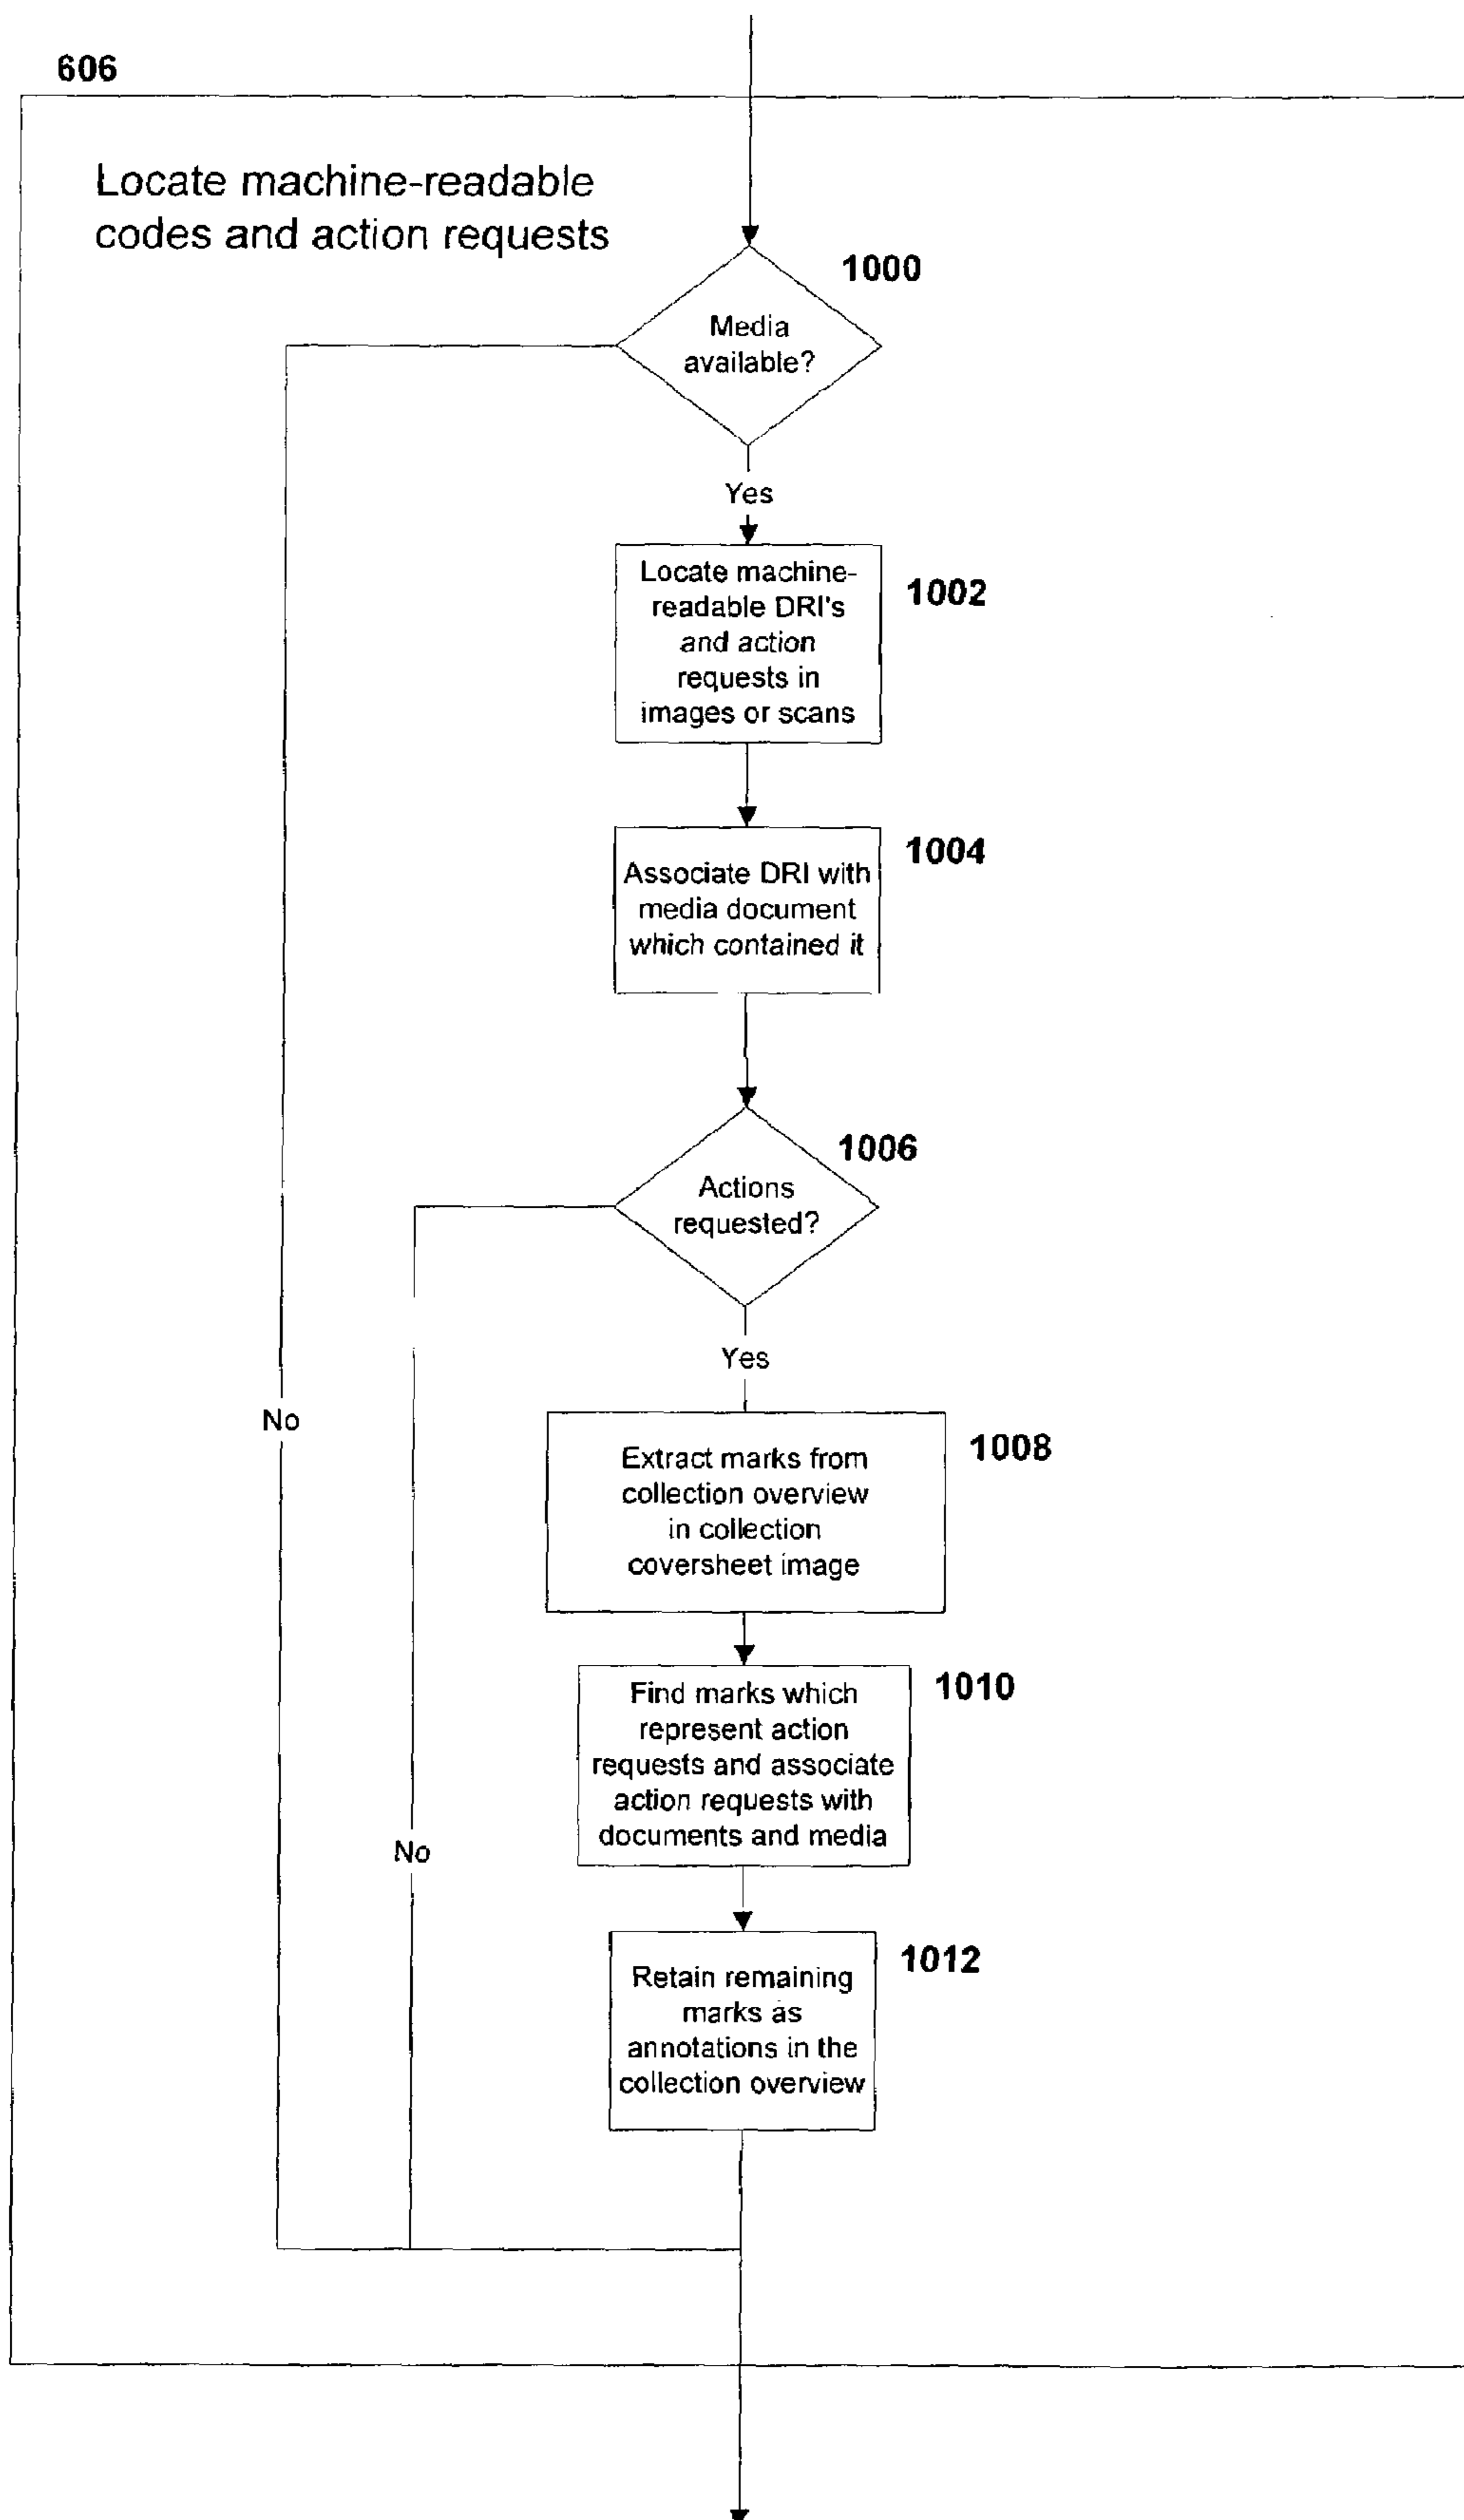 606
Locate machine-readable
codes and action requests
1000
Media
available?
Yes
Locate machine-
readable DRI's
and action
requests in
images or scans
1002
Associate DRI with
media document
which contained it
1004
1006
Actions
requested?
Yes
No
Extract marks from
collection overview
in collection
coversheet image
1008
Find marks which
represent action
requests and associate
action requests with
documents and media
1010
No
Retain remaining
marks as
annotations in the
collection overview
1012